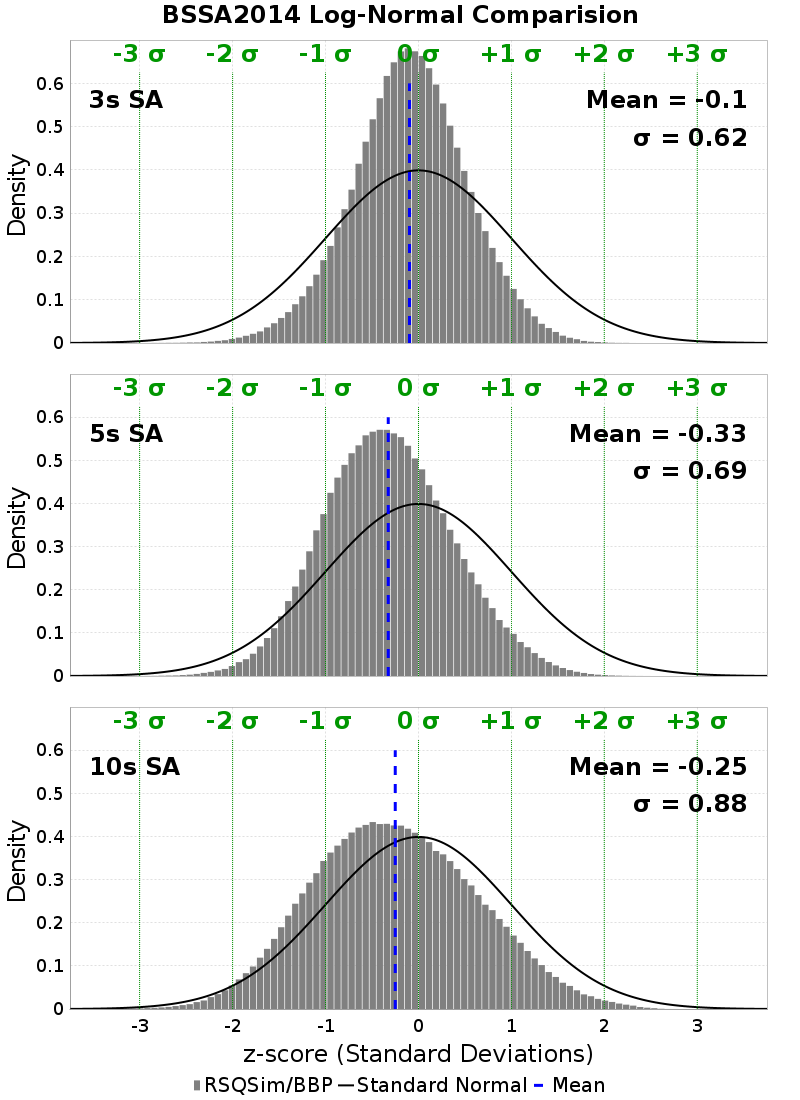 BSSA2014 Log-Normal Comparision
-3 σ -2 σ -1 σ 0 σ +1 σ +2 σ +3 σ
3s SA
Mean = -0.1
σ = 0.62
0.6
0.5
0.4
0.3
0.2
0.1
0
Density
-3 σ -2 σ -1 σ 0 σ +1 σ +2 σ +3 σ
5s SA
Mean = -0.33
σ = 0.69
0.6
0.5
0.4
0.3
0.2
0.1
0
Density
-3 σ -2 σ -1 σ 0 σ +1 σ +2 σ +3 σ
10s SA
Mean = -0.25
σ = 0.88
0.6
0.5
0.4
0.3
0.2
0.1
0
Density
-3 -2 -1 0 1 2 3
z-score (Standard Deviations)
RSQSim/BBP Standard Normal Mean